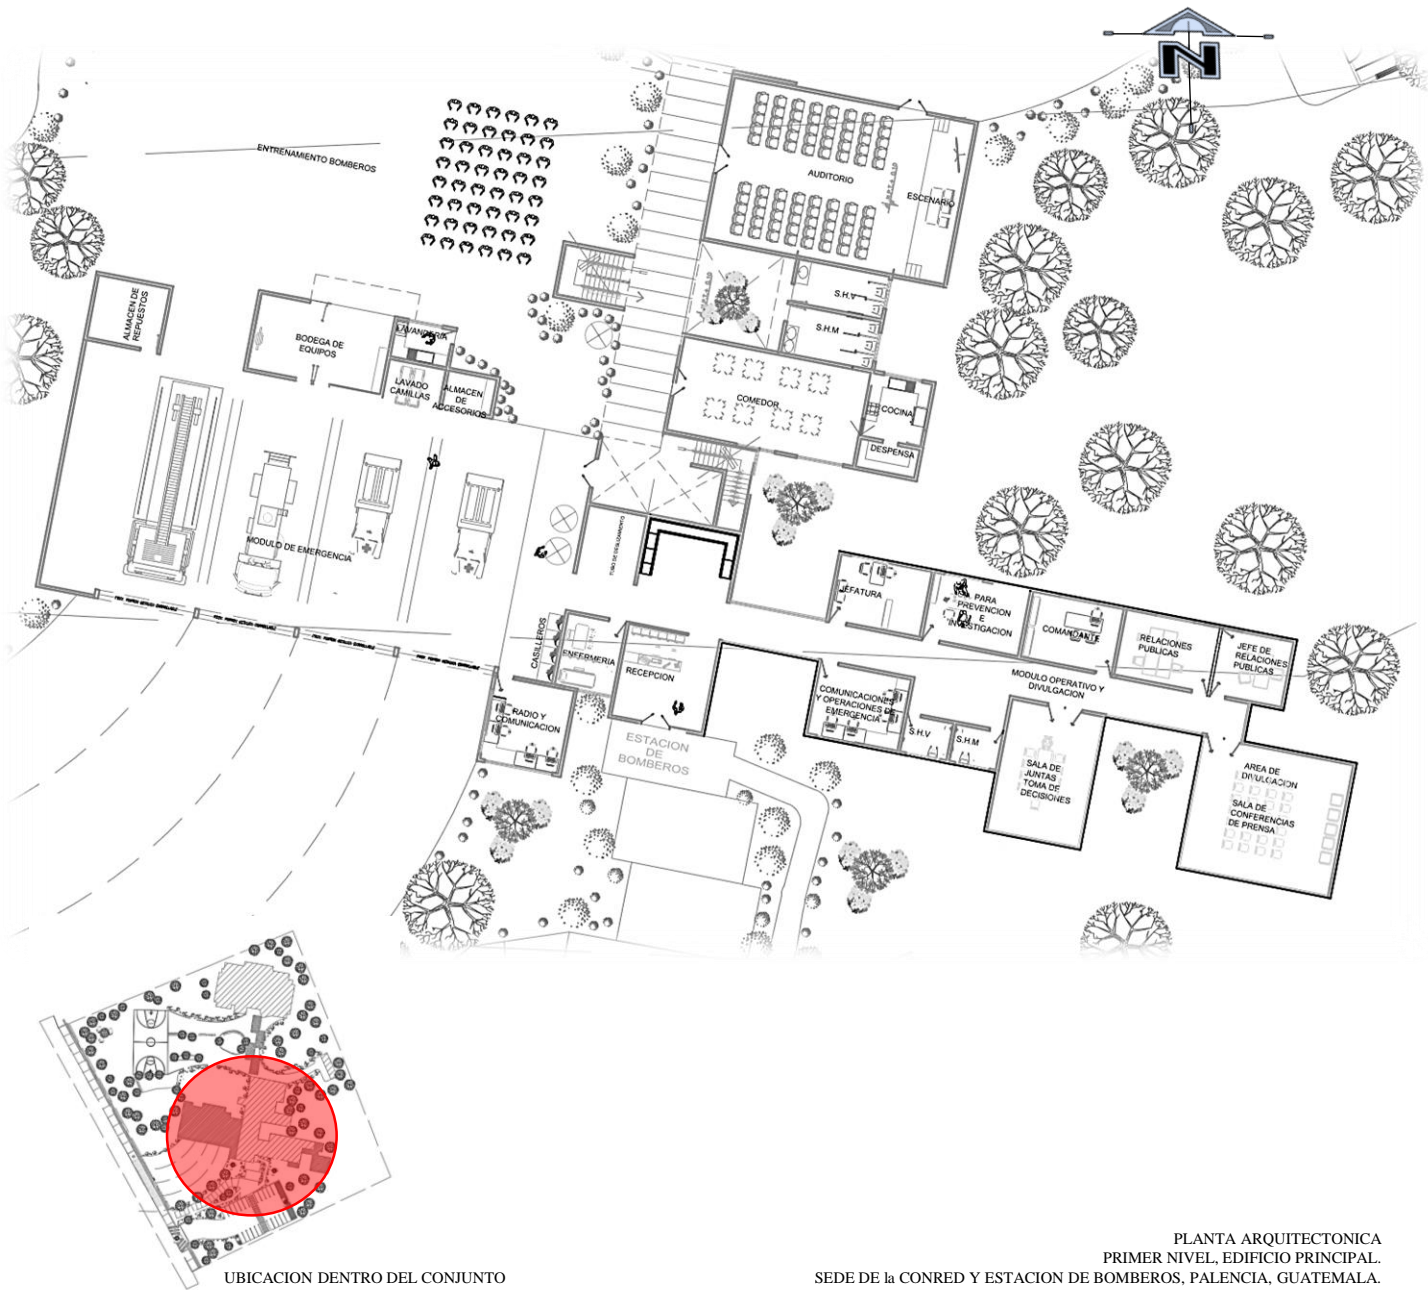 N
ENTRENAMIENTO BOMBEROS
AUDITORIO
ESCENARIO
ALMACEN DE
REPUESTOS
S.H.V
S.H.M
BODEGA DE
EQUIPOS
LAVANDERIA
LAVADO
CAMILLAS
ALMACEN
DE
ACCESORIOS
COMEDOR
COCINA
DESPENSA
MODULO DE EMERGENCIA
TUBO DE DESLIZAMIENTO
JEFATURA
PARA
PREVENCION
E
INVESTIGACION
COMANDANTE
RELACIONES
PUBLICAS
JEFE DE
RELACIONES
PUBLICAS
CASILLEROS
ENFERMERIA
RECEPCION
MODULO OPERATIVO Y
DIVULGACION
COMUNICACIONES
Y OPERACIONES DE
EMERGENCIA
RADIO Y
COMUNICACION
S.H.V
S.H.M
ESTACION
DE
BOMBEROS
SALA DE
JUNTAS
TOMA DE
DECISIONES
AREA DE
DIVULGACION
SALA DE
CONFERENCIAS
DE PRENSA
PLANTA ARQUITECTONICA
PRIMER NIVEL, EDIFICIO PRINCIPAL.
UBICACION DENTRO DEL CONJUNTO
SEDE DE la CONRED Y ESTACION DE BOMBEROS, PALENCIA, GUATEMALA.